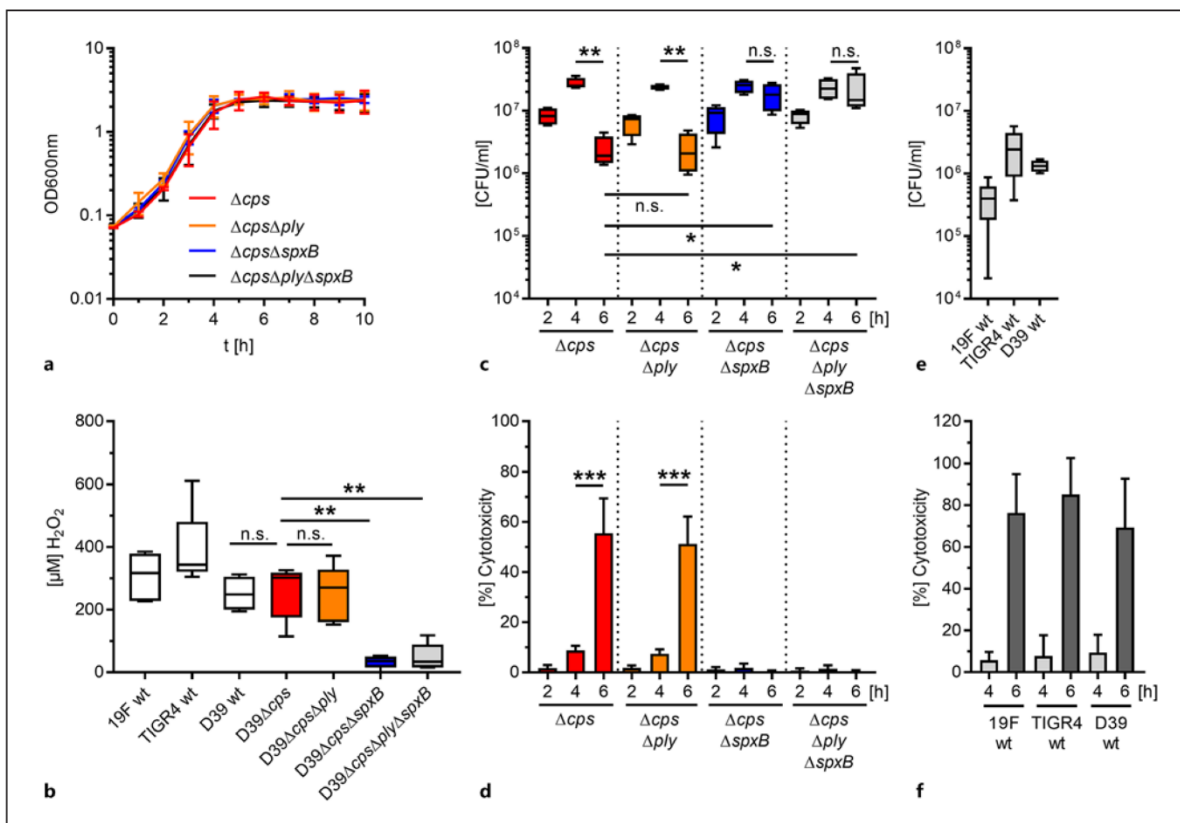 10
1
0.1
0.01
OD600nm
0 2 4 6 8 10
t [h]
Δcps
ΔcpsΔply
ΔcpsΔspxB
ΔcpsΔplyΔspxB
a
10⁸
10⁷
10⁶
10⁵
10⁴
[CFU/ml]
** ** n.s. n.s.
n.s.
*
*
2 4 6 2 4 6 2 4 6 2 4 6 [h]
Δcps Δcps Δcps Δcps
Δply ΔspxB Δply
ΔspxB
c
10⁸
10⁷
10⁶
10⁵
10⁴
[CFU/ml]
19F wt TIGR4 wt D39 wt
e
800
600
400
200
0
[µM] H₂O₂
**
**
n.s. n.s.
19F wt
TIGR4 wt
D39 wt
D39Δcps
D39ΔcpsΔply
D39ΔcpsΔspxB
D39ΔcpsΔplyΔspxB
b
100
80
60
40
20
0
[%] Cytotoxicity
*** ***
2 4 6 2 4 6 2 4 6 2 4 6 [h]
Δcps Δcps Δcps Δcps
Δply ΔspxB Δply
ΔspxB
d
120
100
80
60
40
20
0
[%] Cytotoxicity
4 6 4 6 4 6 [h]
19F TIGR4 D39
wt wt wt
f